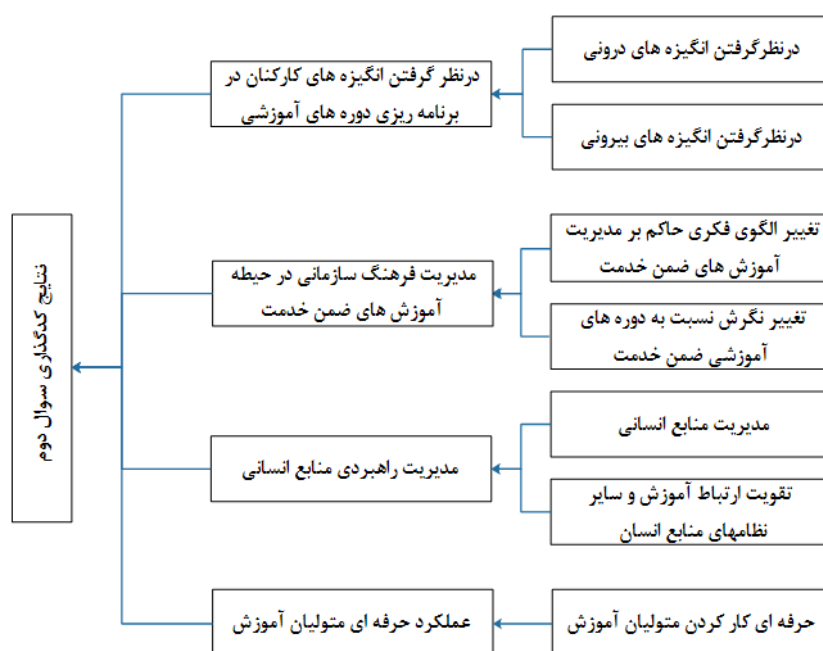 درنظرگرفتن انگیزه های درونی
درنظر گرفتن انگیزه های کارکنان در
برنامه ریزی دوره های آموزشی
درنظرگرفتن انگیزه های بیرونی
تغییر الگوی فکری حاکم بر مدیریت
آموزش های ضمن خدمت
مدیریت فرهنگ سازمانی در حیطه
آموزش های ضمن خدمت
تغییر نگرش نسبت به دوره های
آموزشی ضمن خدمت
نتایج کدگذاری سوال دوم
مدیریت منابع انسانی
مدیریت راهبردی منابع انسانی
تقویت ارتباط آموزش و سایر
نظامهای منابع انسان
حرفه ای کار کردن متولیان آموزش
عملکرد حرفه ای متولیان آموزش